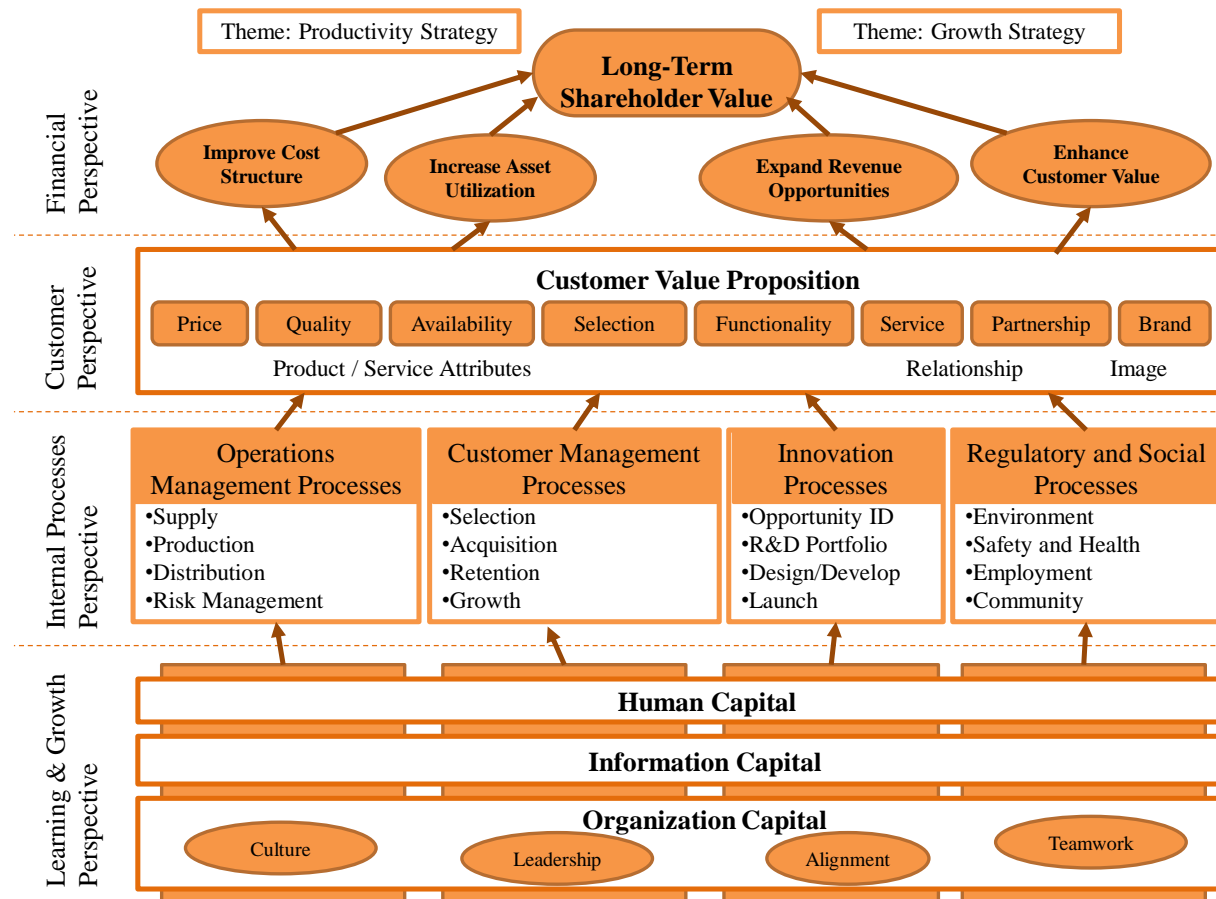 Theme: Productivity Strategy
Theme: Growth Strategy
Long-Term
Shareholder Value
Financial
Perspective
Improve Cost
Structure
Increase Asset
Utilization
Expand Revenue
Opportunities
Enhance
Customer Value
Customer
Perspective
Customer Value Proposition
Price
Quality
Availability
Selection
Functionality
Service
Partnership
Brand
Product / Service Attributes
Relationship
Image
Internal Processes
Perspective
Operations
Management Processes
•Supply
•Production
•Distribution
•Risk Management
Customer Management
Processes
•Selection
•Acquisition
•Retention
•Growth
Innovation
Processes
•Opportunity ID
•R&D Portfolio
•Design/Develop
•Launch
Regulatory and Social
Processes
•Environment
•Safety and Health
•Employment
•Community
Learning & Growth
Perspective
Human Capital
Information Capital
Organization Capital
Culture
Leadership
Alignment
Teamwork